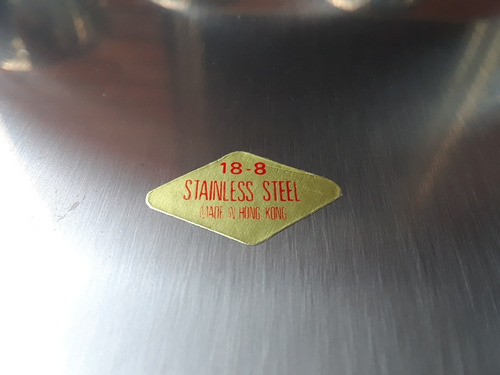 18-8
STAINLESS STEEL
MADE IN HONG KONG